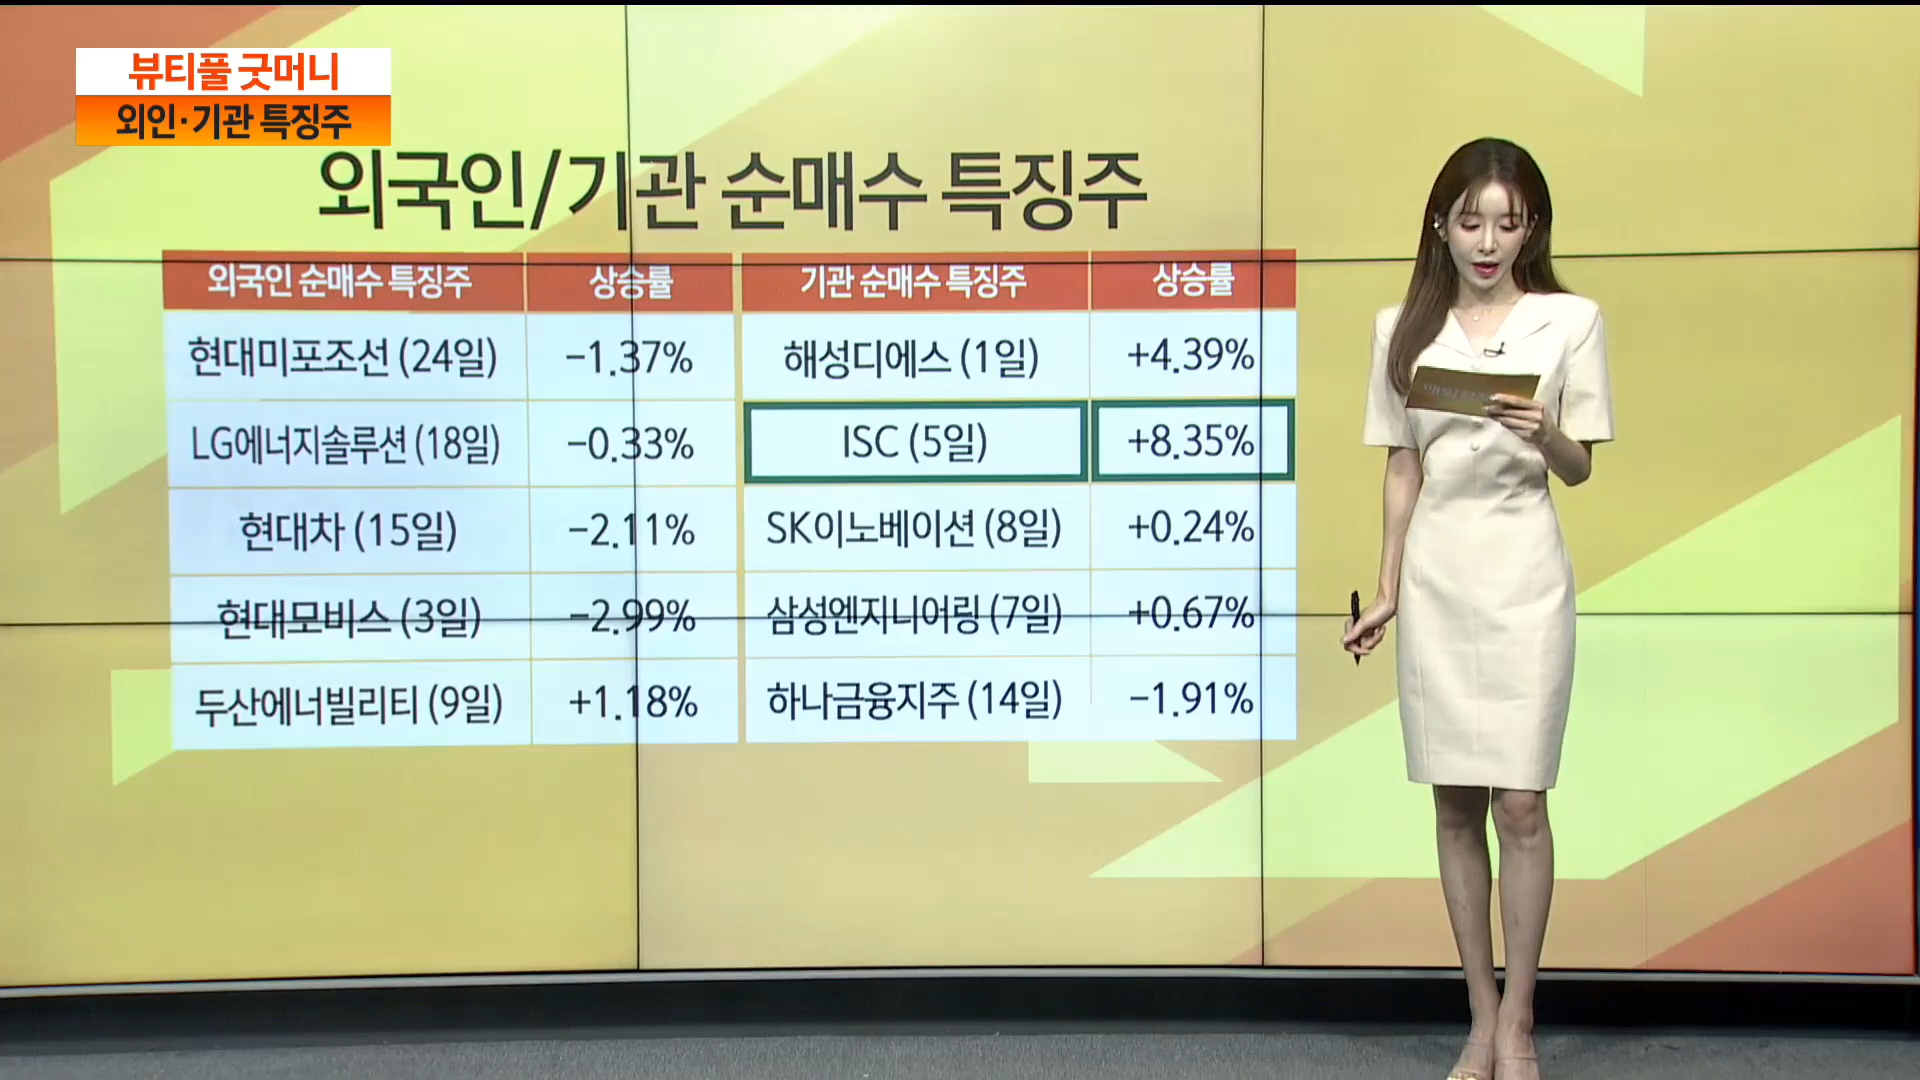 뷰티풀 굿머니
외인·기관 특징주
외국인/기관 순매수 특징주
외국인 순매수 특징주 상승률 기관 순매수 특징주 상승률
현대미포조선 (24일) -1.37% 해성디에스 (1일) +4.39%
LG에너지솔루션 (18일) -0.33% ISC (5일) +8.35%
현대차 (15일) -2.11% SK이노베이션 (8일) +0.24%
현대모비스 (3일) -2.99% 삼성엔지니어링 (7일) +0.67%
두산에너빌리티 (9일) +1.18% 하나금융지주 (14일) -1.91%